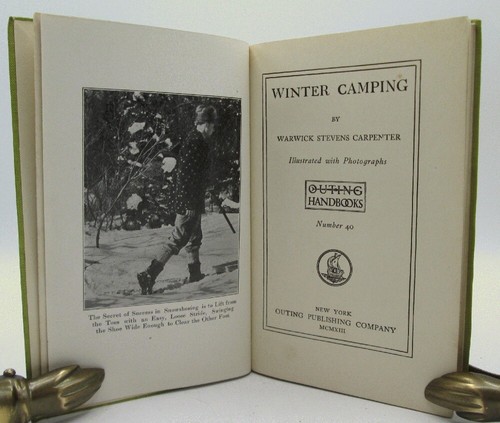 The Secret of Success in Snowshoeing is to Lift from
the Toes with an Easy, Loose Stride, Swinging
the Shoe Wide Enough to Clear the Other Foot
WINTER CAMPING
BY
WARWICK STEVENS CARPENTER
Illustrated with Photographs
OUTING
HANDBOOKS
Number 40
NEW YORK
OUTING PUBLISHING COMPANY
MCMXIII